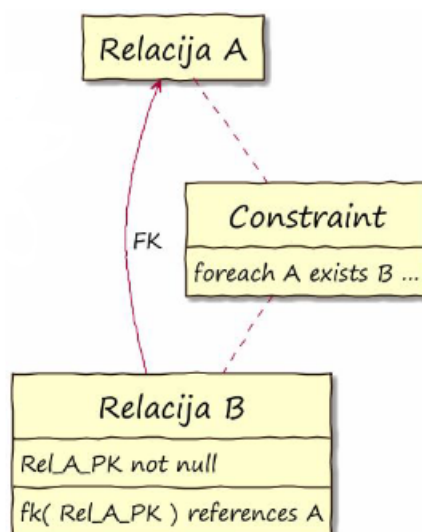 Relacija A
FK
Constraint
foreach A exists B ...
Relacija B
Rel_A_PK not null
fk( Rel_A_PK ) references A